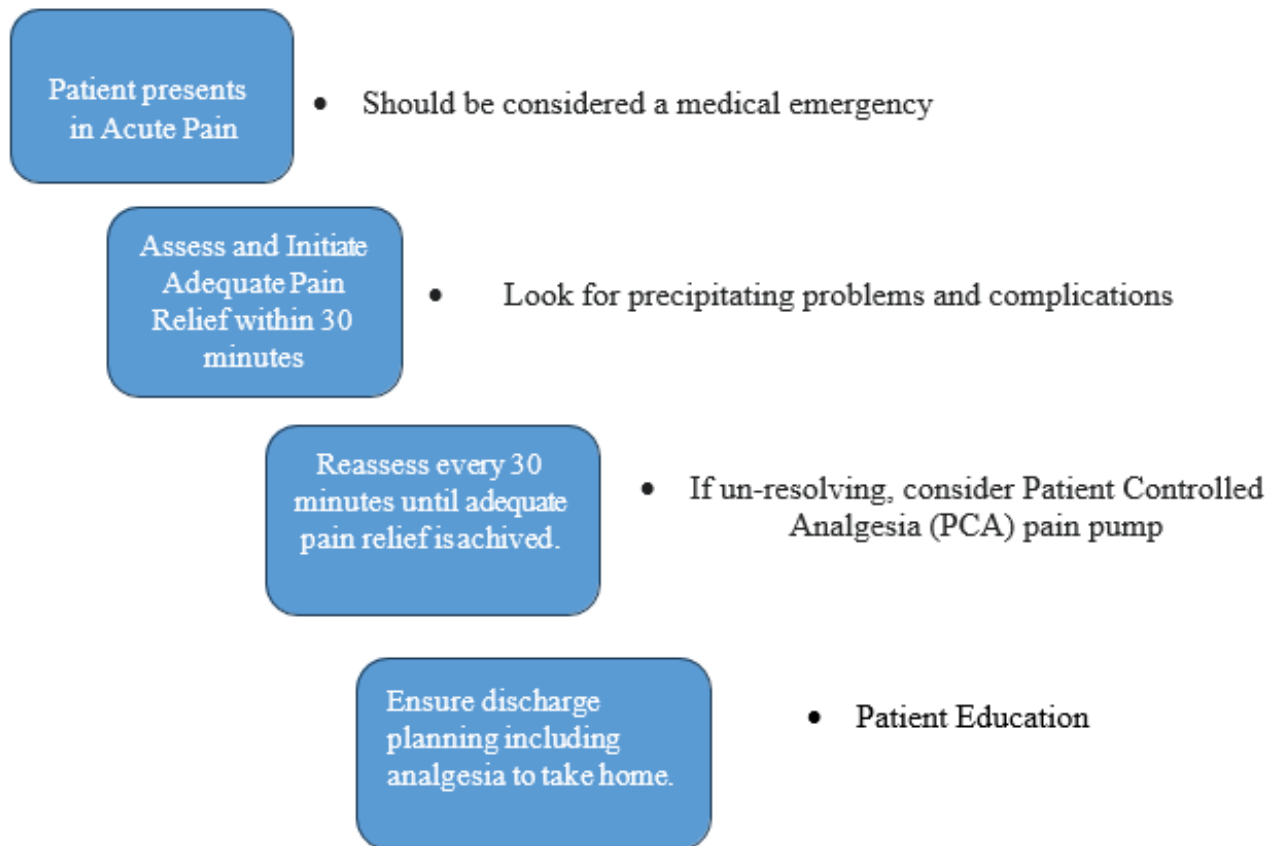 Patient presents
in Acute Pain
• Should be considered a medical emergency
Assess and Initiate
Adequate Pain
Relief within 30
minutes
• Look for precipitating problems and complications
Reassess every 30
minutes until adequate
pain relief is achived.
• If un-resolving, consider Patient Controlled
Analgesia (PCA) pain pump
Ensure discharge
planning including
analgesia to take home.
• Patient Education